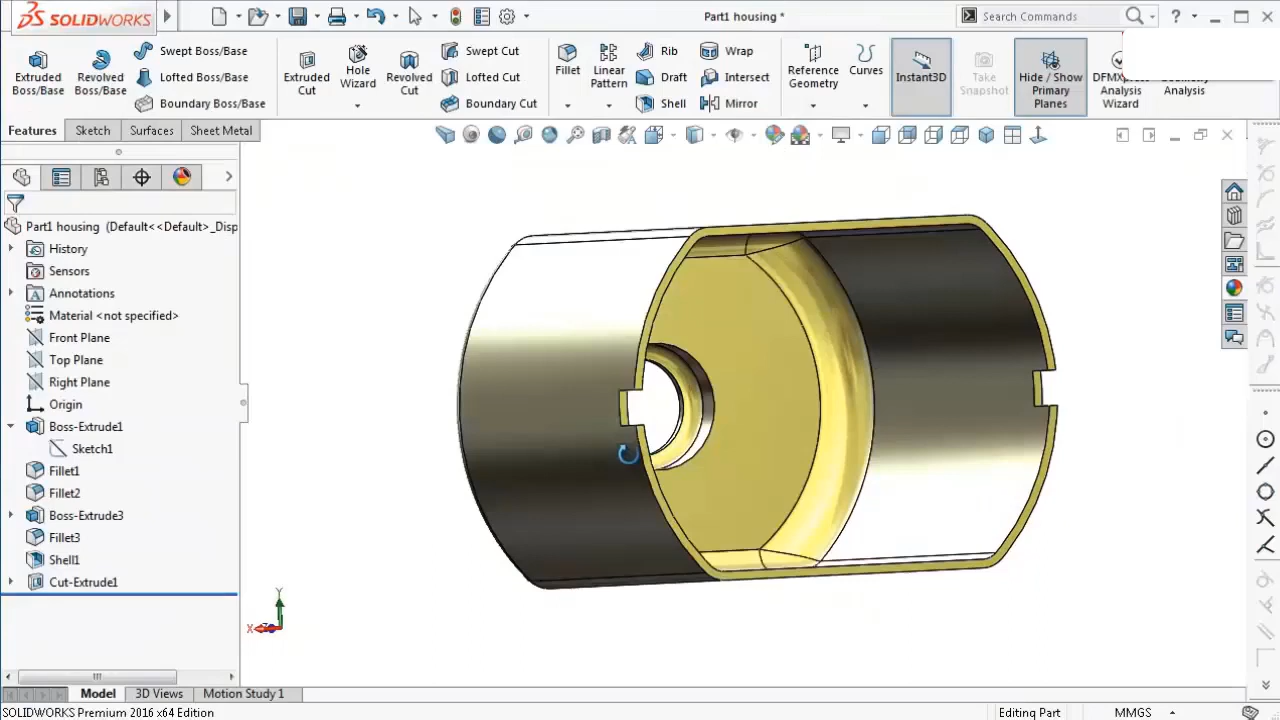 SOLIDWORKS
Part1 housing *
Search Commands
Extruded Boss/Base
Revolved Boss/Base
Swept Boss/Base
Lofted Boss/Base
Boundary Boss/Base
Extruded Cut
Hole Wizard
Revolved Cut
Swept Cut
Lofted Cut
Boundary Cut
Fillet
Linear Pattern
Rib
Draft
Shell
Wrap
Intersect
Mirror
Reference Geometry
Curves
Instant3D
Take Snapshot
Hide / Show Primary Planes
Analysis Wizard
Analysis
Features
Sketch
Surfaces
Sheet Metal
Part1 housing (Default<<Default>_Disp
History
Sensors
Annotations
Material <not specified>
Front Plane
Top Plane
Right Plane
Origin
Boss-Extrude1
Sketch1
Fillet1
Fillet2
Boss-Extrude3
Fillet3
Shell1
Cut-Extrude1
Y
X
Model
3D Views
Motion Study 1
SOLIDWORKS Premium 2016 x64 Edition
Editing Part
MMGS